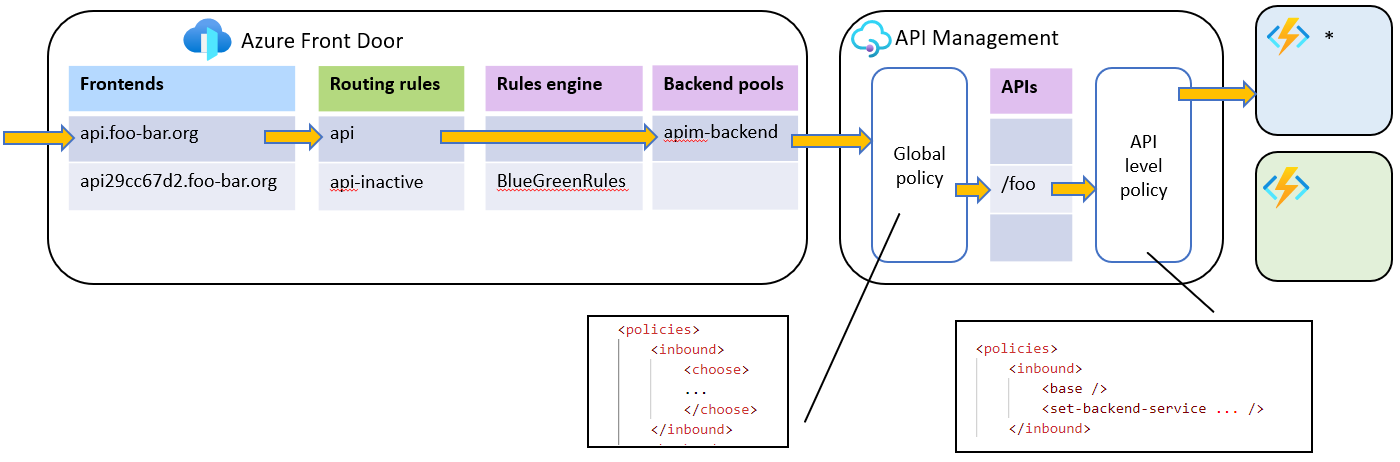 Azure Front Door
API Management
*
Frontends
Routing rules
Rules engine
Backend pools
APIs
api.foo-bar.org
api
apim-backend
Global
policy
API
level
policy
api29cc67d2.foo-bar.org
api-inactive
BlueGreenRules
/foo
<policies>
<inbound>
<choose>
...
</choose>
</inbound>
<policies>
<inbound>
<base />
<set-backend-service ... />
</inbound>